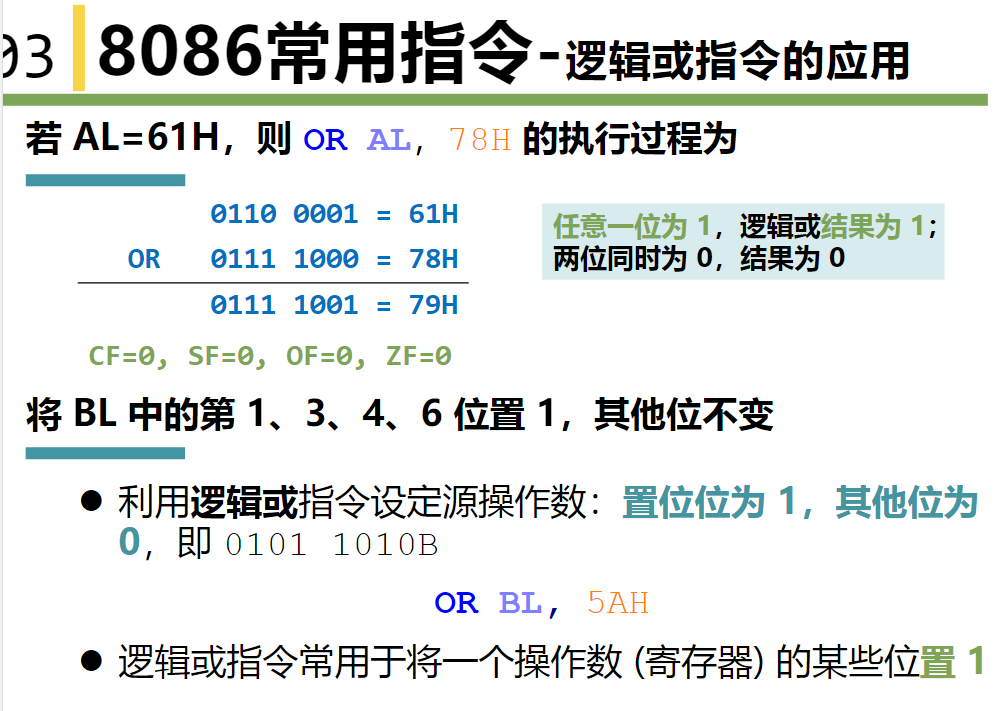 03 8086常用指令-逻辑或指令的应用
若 AL=61H，则 OR AL, 78H 的执行过程为
0110 0001 = 61H
OR 0111 1000 = 78H
0111 1001 = 79H
CF=0, SF=0, OF=0, ZF=0
任意一位为 1，逻辑或结果为 1；
两位同时为 0，结果为 0
将 BL 中的第 1、3、4、6 位置 1，其他位不变
● 利用逻辑或指令设定源操作数：置位位为 1，其他位为
0，即 0101 1010B
OR BL, 5AH
● 逻辑或指令常用于将一个操作数 (寄存器) 的某些位置 1